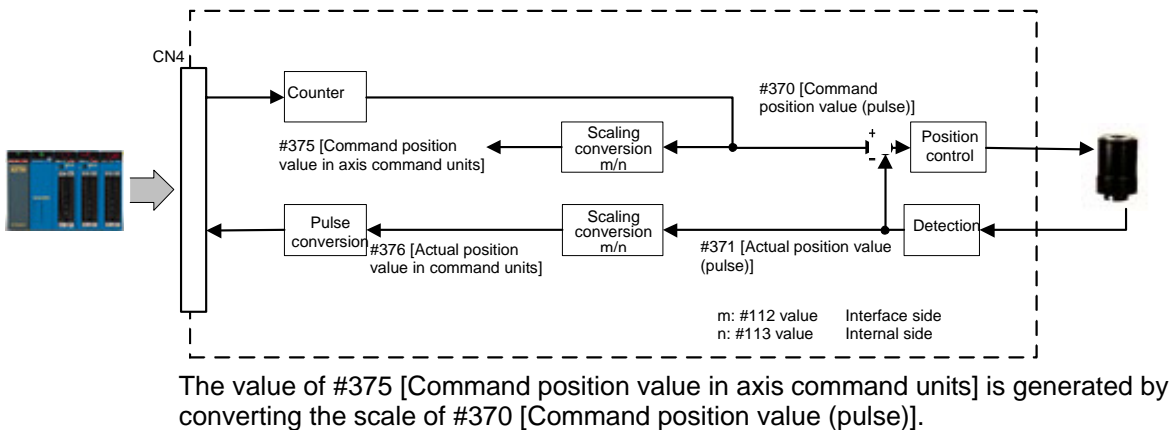 CN4
Counter
#370 [Command
position value (pulse)]
#375 [Command position
value in axis command units]
Scaling
conversion
m/n
+
-
Position
control
Pulse
conversion
#376 [Actual position
value in command units]
Scaling
conversion
m/n
#371 [Actual position value
(pulse)]
Detection
m: #112 value Interface side
n: #113 value Internal side
The value of #375 [Command position value in axis command units] is generated by
converting the scale of #370 [Command position value (pulse)].